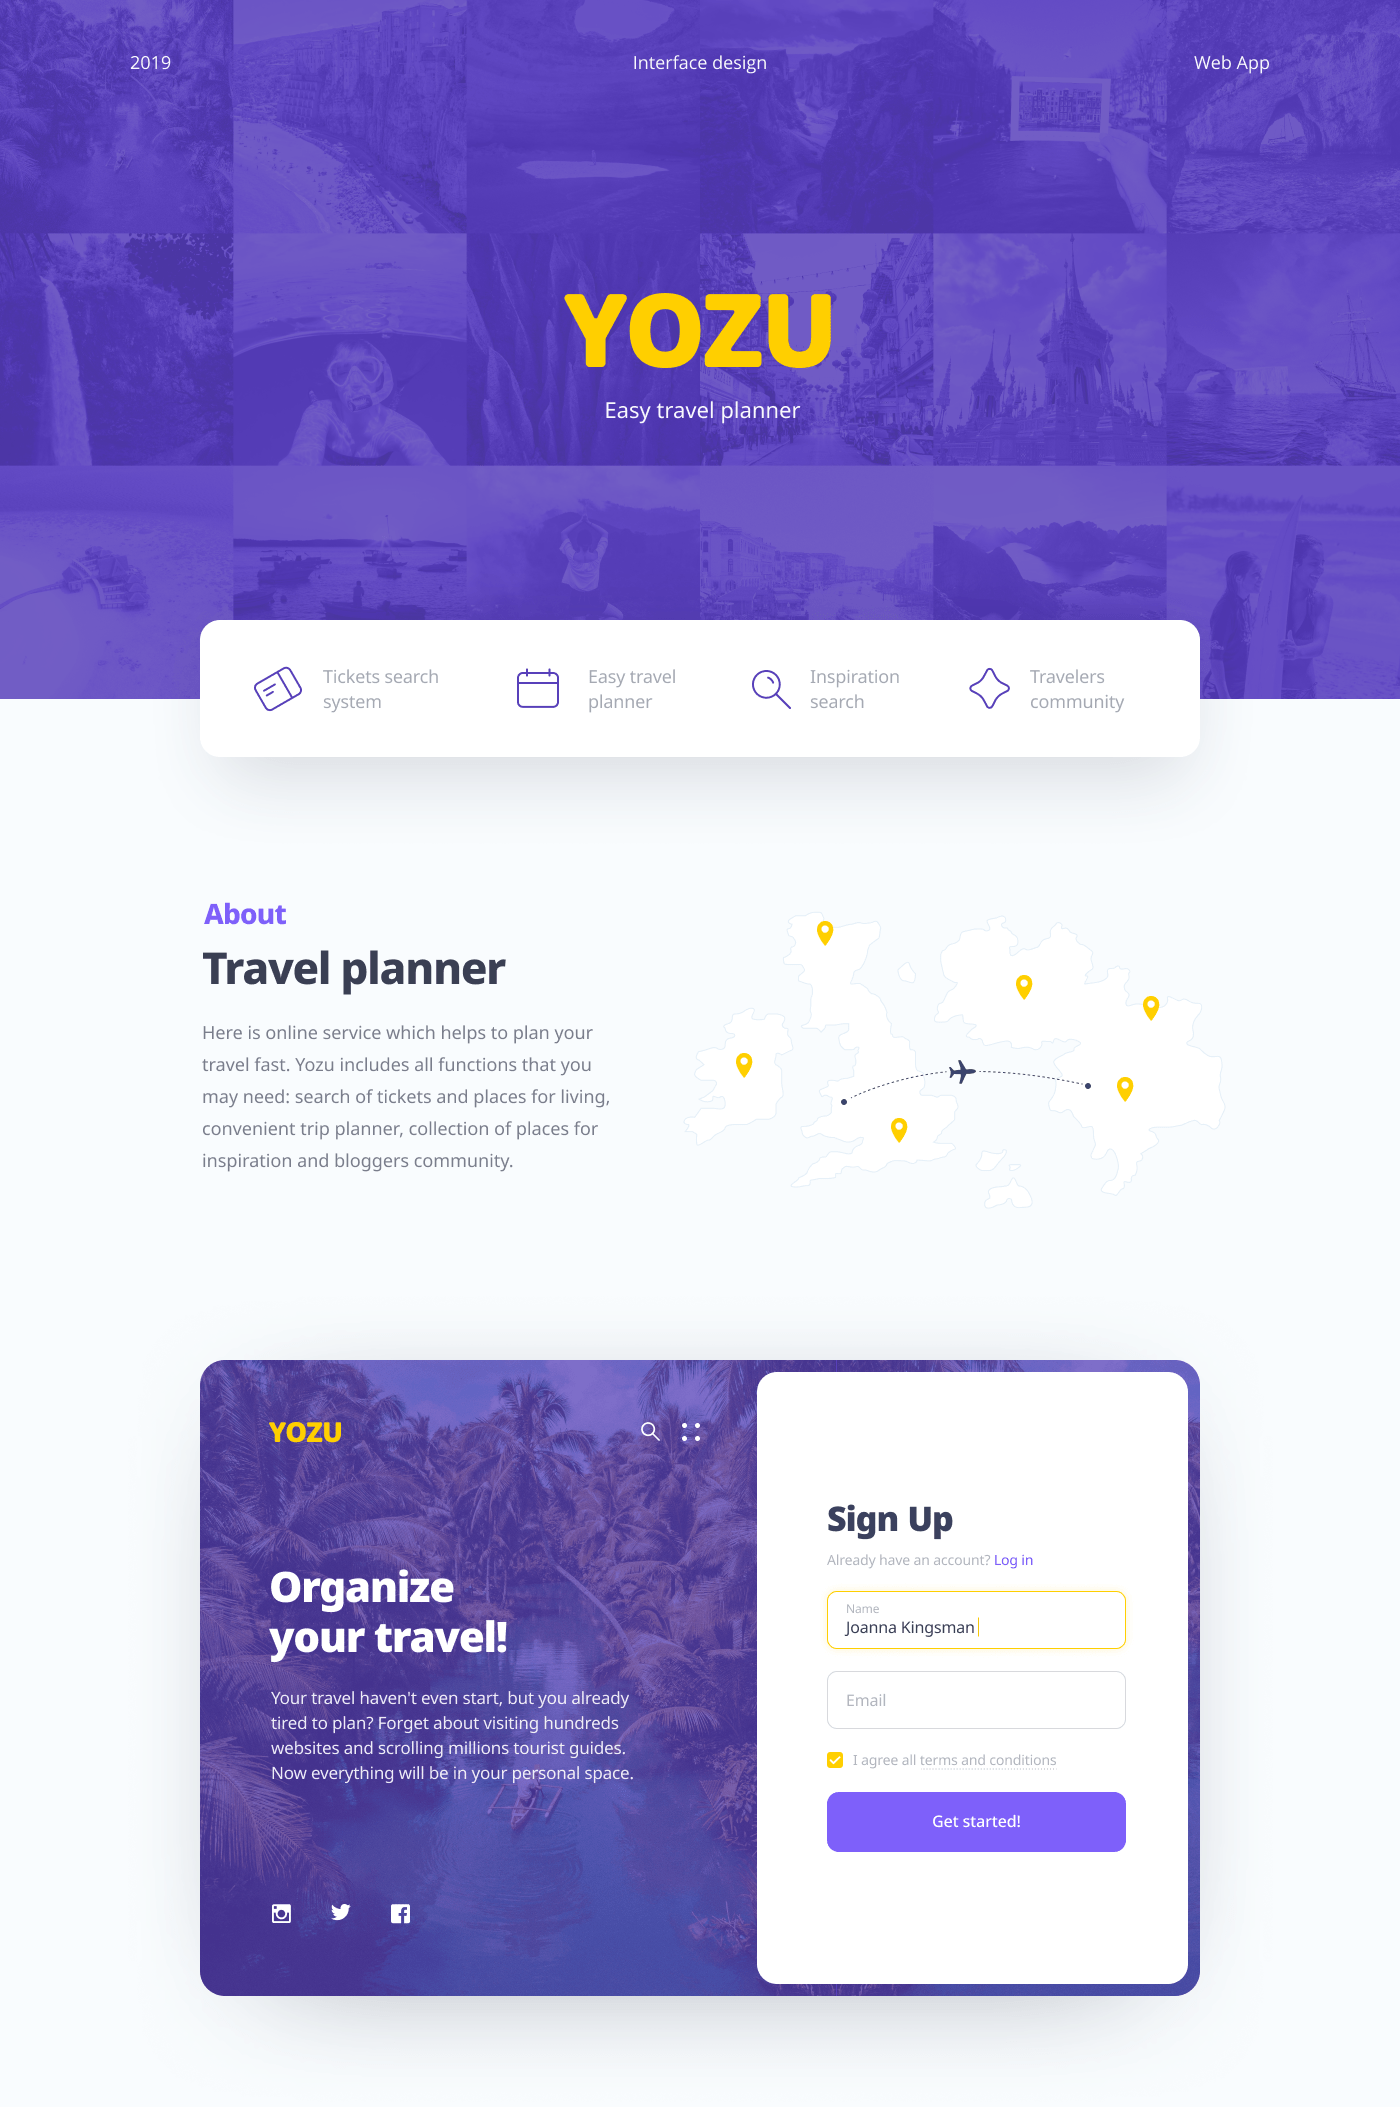 2019
Interface design
Web App
YOZU
Easy travel planner
Tickets search
system
Easy travel
planner
Inspiration
search
Travelers
community
About
Travel planner
Here is online service which helps to plan your
travel fast. Yozu includes all functions that you
may need: search of tickets and places for living,
convenient trip planner, collection of places for
inspiration and bloggers community.
YOZU
Organize
your travel!
Your travel haven't even start, but you already
tired to plan? Forget about visiting hundreds
websites and scrolling millions tourist guides.
Now everything will be in your personal space.
Sign Up
Already have an account? Log in
Name
Joanna Kingsman
Email
I agree all terms and conditions
Get started!